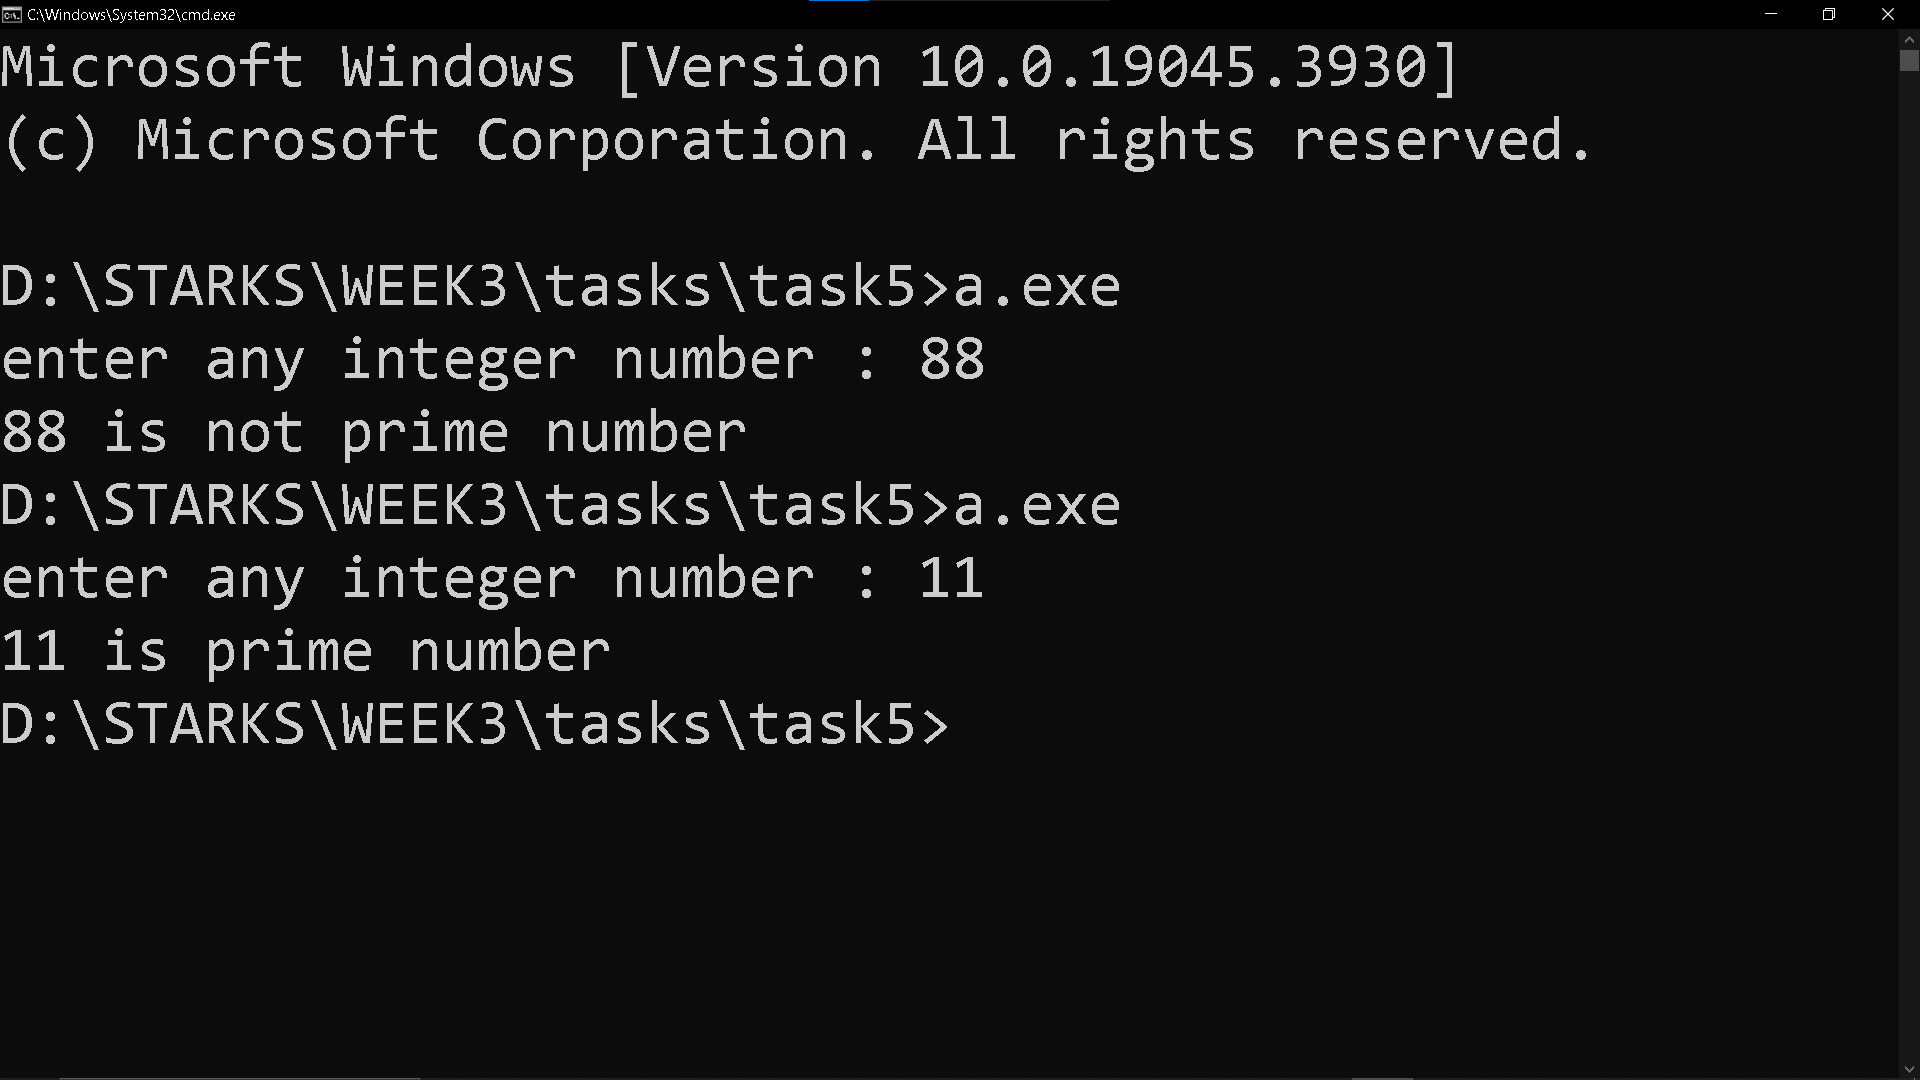 C:\Windows\System32\cmd.exe
Microsoft Windows [Version 10.0.19045.3930]
(c) Microsoft Corporation. All rights reserved.
D:\STARKS\WEEK3\tasks\task5>a.exe
enter any integer number : 88
88 is not prime number
D:\STARKS\WEEK3\tasks\task5>a.exe
enter any integer number : 11
11 is prime number
D:\STARKS\WEEK3\tasks\task5>